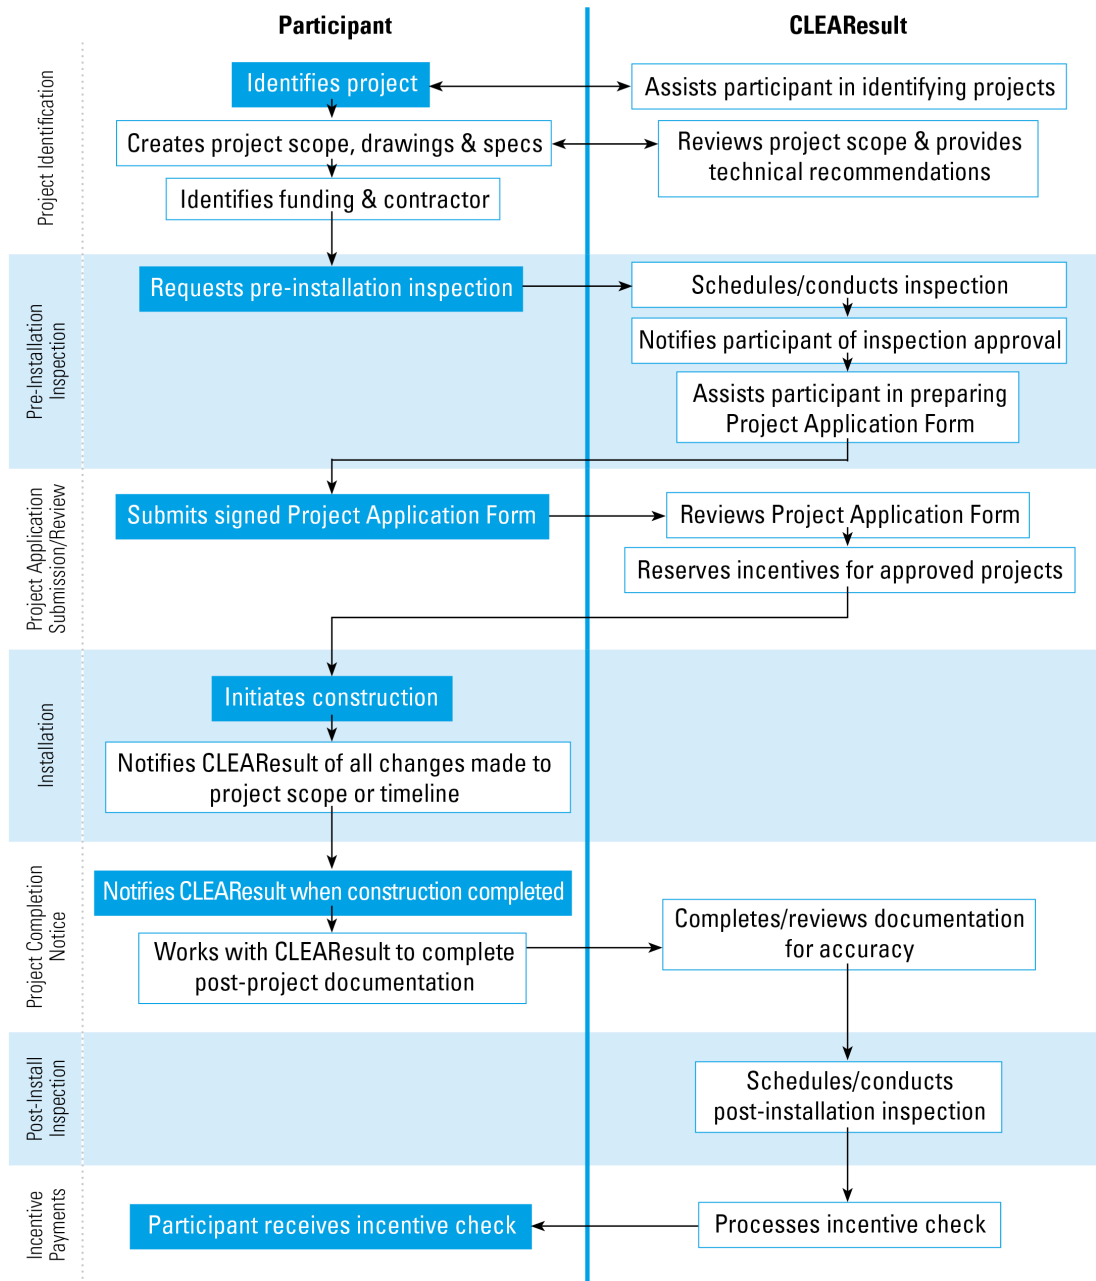 Participant
CLEAResult
Project Identification
Identifies project
Assists participant in identifying projects
Creates project scope, drawings & specs
Reviews project scope & provides
technical recommendations
Identifies funding & contractor
Pre-Installation
Inspection
Requests pre-installation inspection
Schedules/conducts inspection
Notifies participant of inspection approval
Assists participant in preparing
Project Application Form
Project Application
Submission/Review
Submits signed Project Application Form
Reviews Project Application Form
Reserves incentives for approved projects
Installation
Initiates construction
Notifies CLEAResult of all changes made to
project scope or timeline
Project Completion
Notice
Notifies CLEAResult when construction completed
Works with CLEAResult to complete
post-project documentation
Completes/reviews documentation
for accuracy
Post-Install
Inspection
Schedules/conducts
post-installation inspection
Incentive
Payments
Participant receives incentive check
Processes incentive check